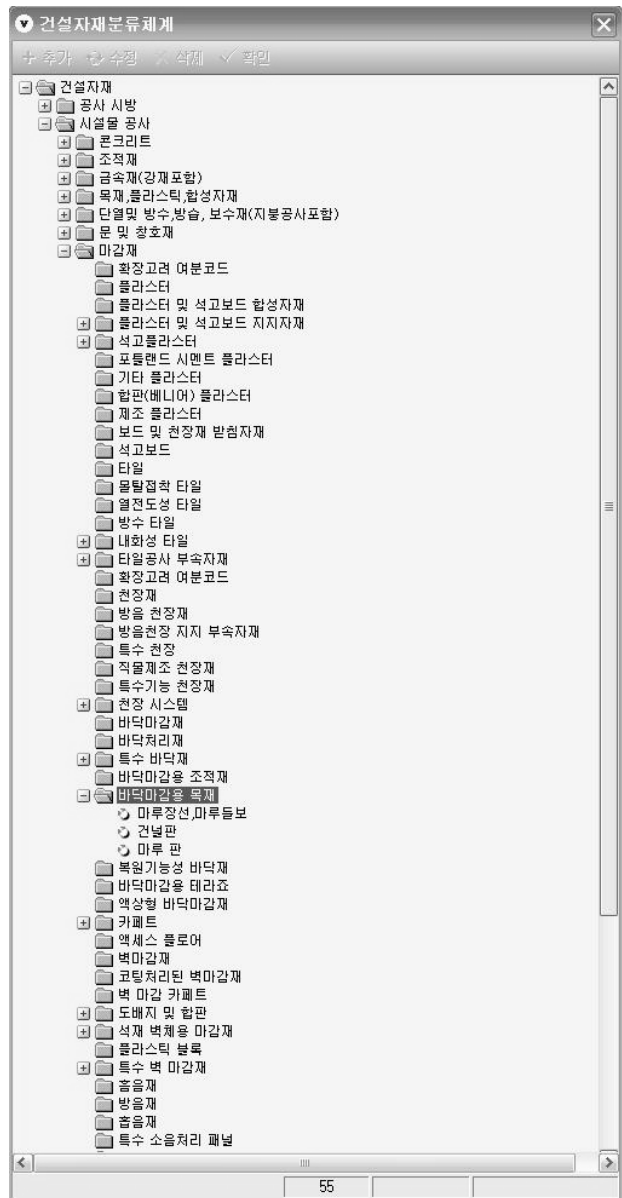 건설자재분류체계
추가 수정 삭제 확인
건설자재
공사 시방
시설물 공사
콘크리트
조적재
금속재(강재포함)
목재,플라스틱,합성자재
단열및 방수,방습, 보수재(지붕공사포함)
문 및 창호재
마감재
확장고려 여분코드
플라스터
플라스터 및 석고보드 합성자재
플라스터 및 석고보드 지지자재
석고플라스터
포틀랜드 시멘트 플라스터
기타 플라스터
합판(베니어) 플라스터
제조 플라스터
보드 및 천장재 받침자재
석고보드
타일
몰탈접착 타일
열전도성 타일
방수 타일
내화성 타일
타일공사 부속자재
확장고려 여분코드
천장재
방음 천장재
방음천장 지지 부속자재
특수 천장
직물제조 천장재
특수기능 천장재
천장 시스템
바닥마감재
바닥처리재
특수 바닥재
바닥마감용 조적재
바닥마감용 목재
마루장선,마루들보
건널판
마루 판
복원기능성 바닥재
바닥마감용 테라죠
액상형 바닥마감재
카페트
액세스 플로어
벽마감재
코팅처리된 벽마감재
벽 마감 카페트
도배지 및 합판
석재 벽체용 마감재
플라스틱 블록
특수 벽 마감재
흡음재
방음재
흡음재
특수 소음처리 패널
55